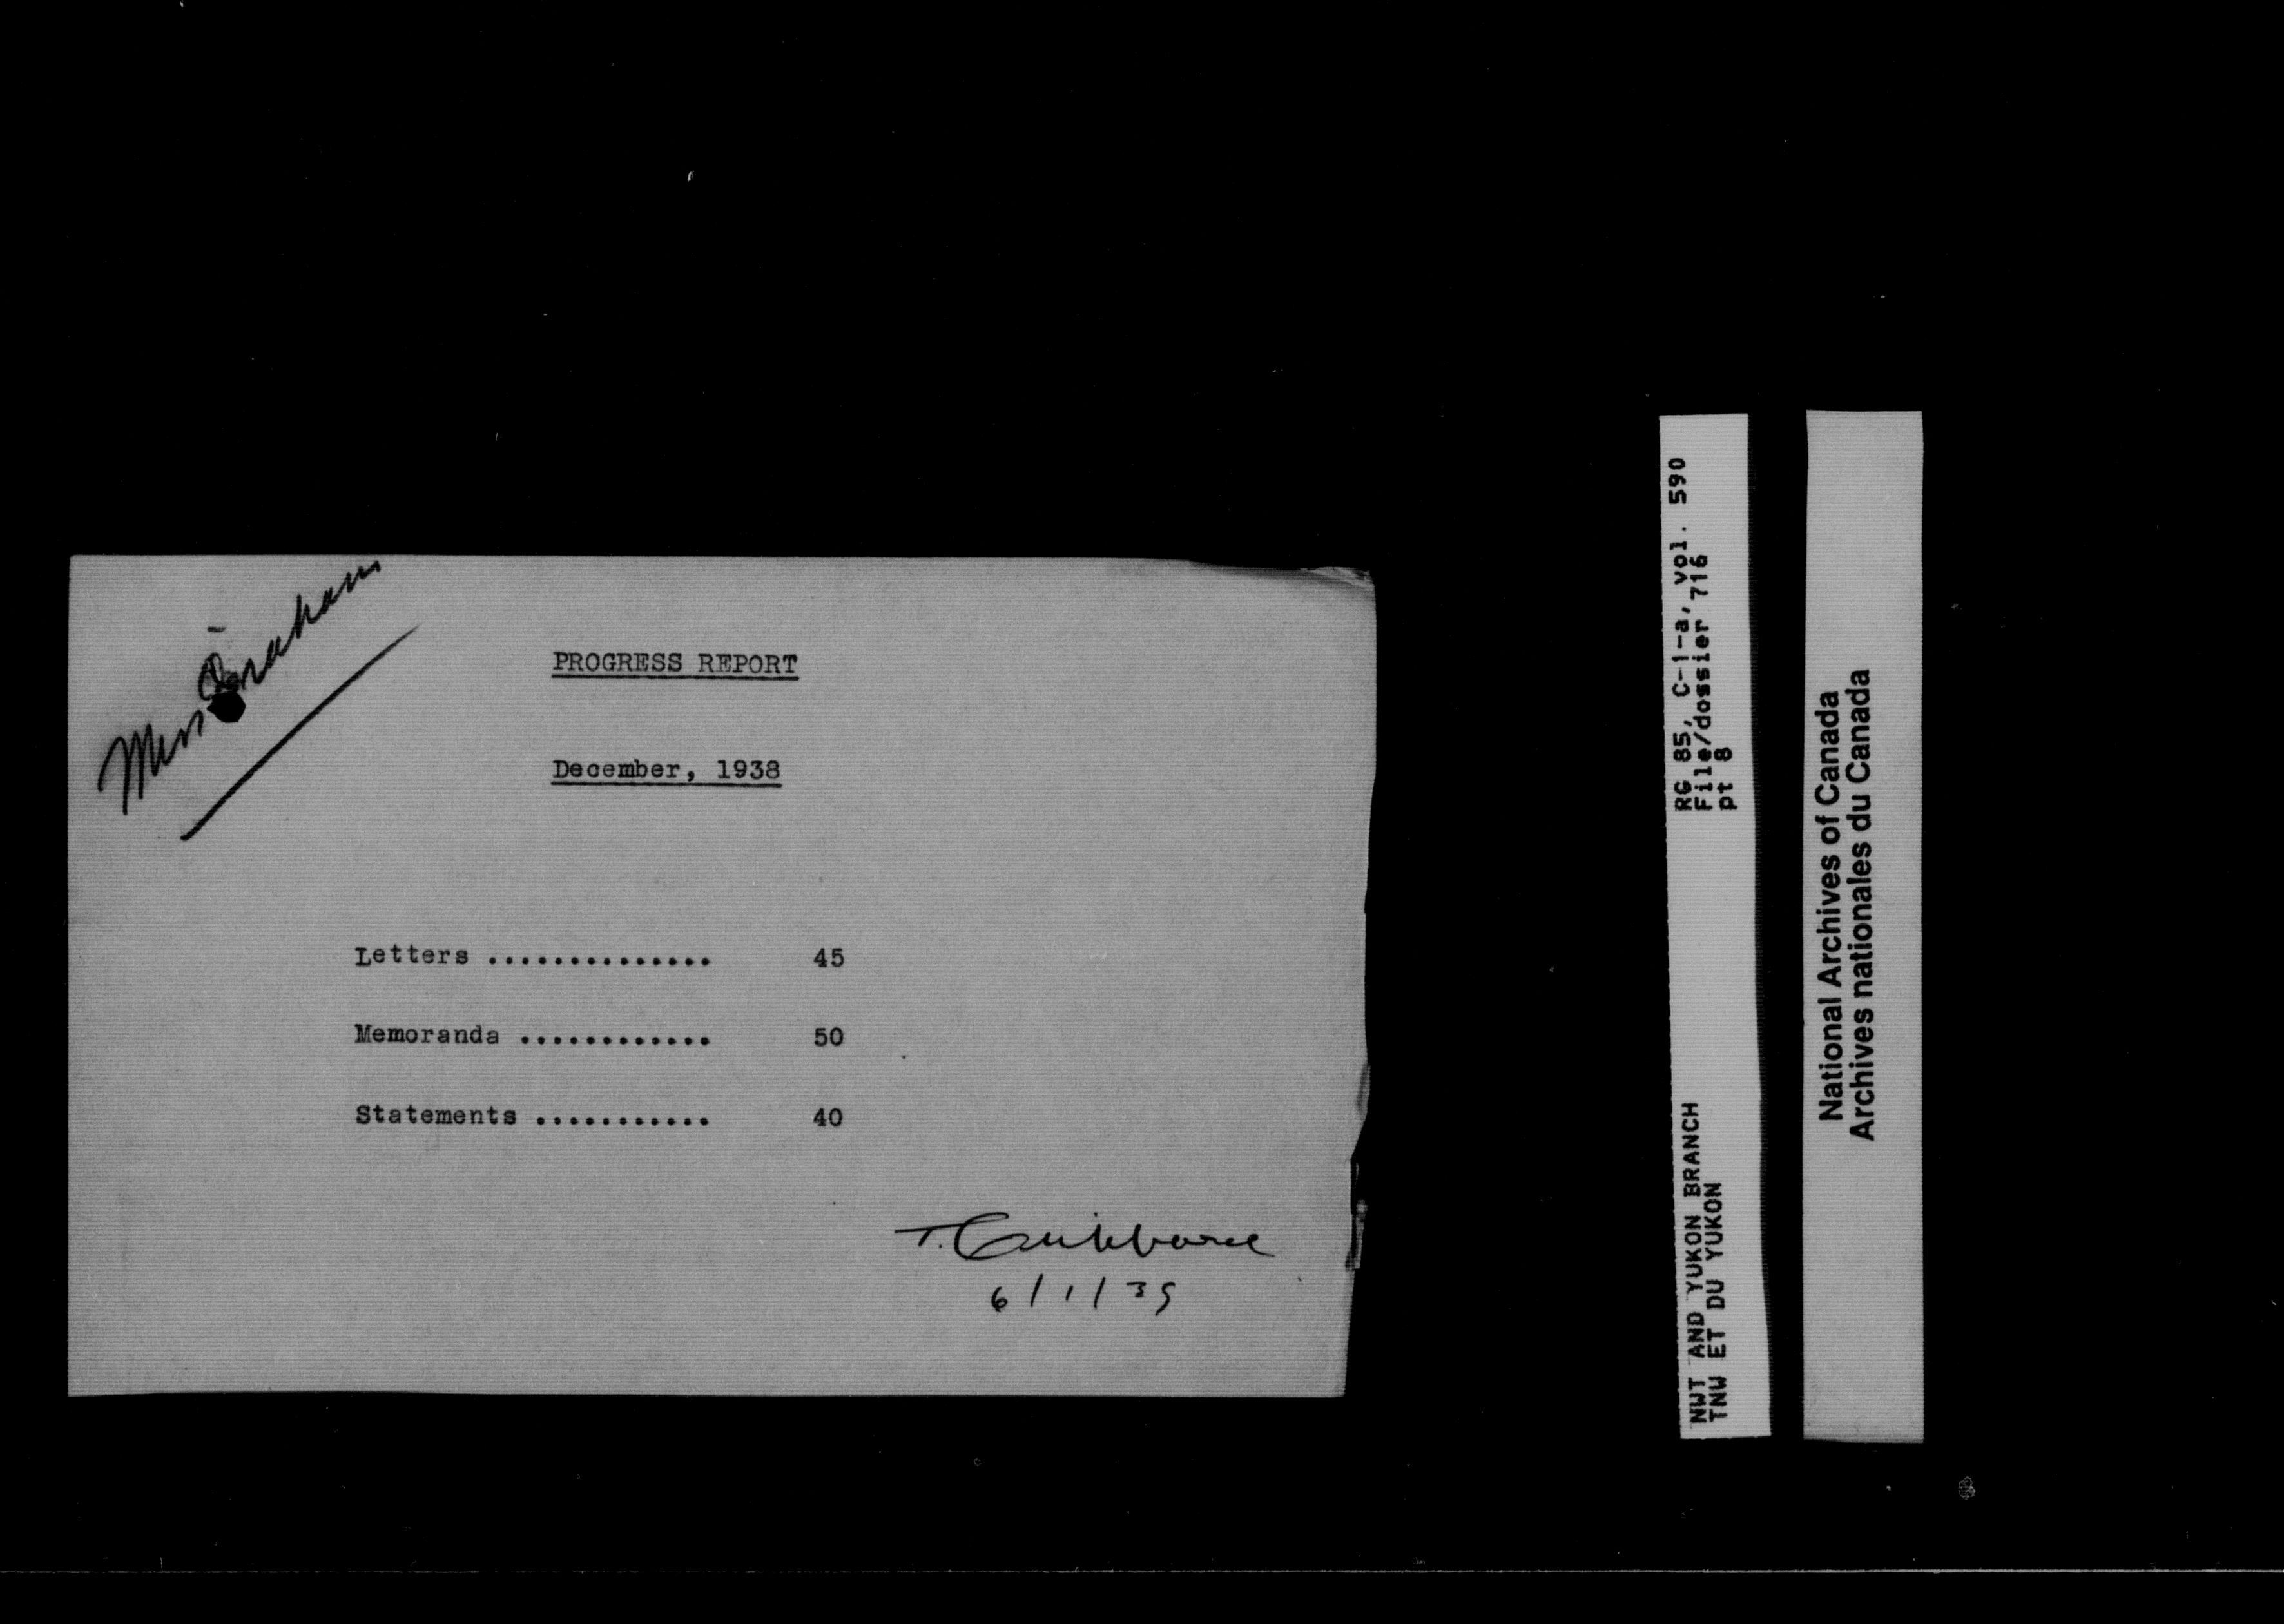 Miss Graham
PROGRESS REPORT
December, 1938
Letters .............. 45
Memoranda ............ 50
Statements ........... 40
T.
6/1/39
RG 85, C-1-a, vol. 590
File/dossier 716
pt 8
NWT AND YUKON BRANCH
TNW ET DU YUKON
National Archives of Canada
Archives nationales du Canada